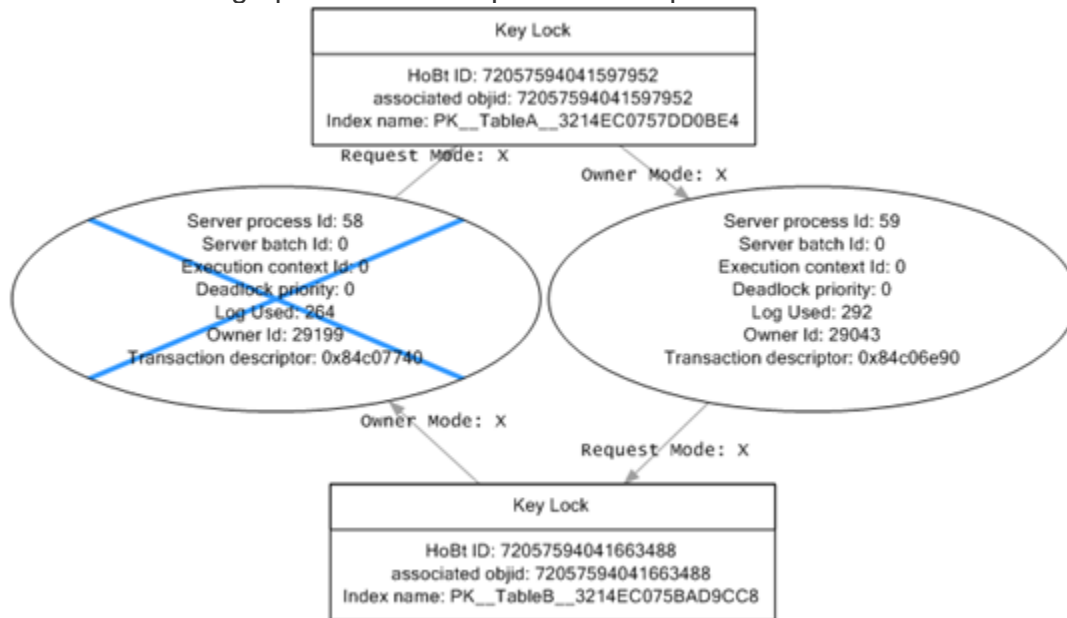 Key Lock
HoBt ID: 72057594041597952
associated objid: 72057594041597952
Index name: PK__TableA__3214EC0757DD0BE4
Request Mode: X
Owner Mode: X
Server process Id: 58
Server batch Id: 0
Execution context Id: 0
Deadlock priority: 0
Log Used: 264
Owner Id: 29199
Transaction descriptor: 0x84c07740
Server process Id: 59
Server batch Id: 0
Execution context Id: 0
Deadlock priority: 0
Log Used: 292
Owner Id: 29043
Transaction descriptor: 0x84c06e90
Owner Mode: X
Request Mode: X
Key Lock
HoBt ID: 72057594041663488
associated objid: 72057594041663488
Index name: PK__TableB__3214EC075BAD9CC8